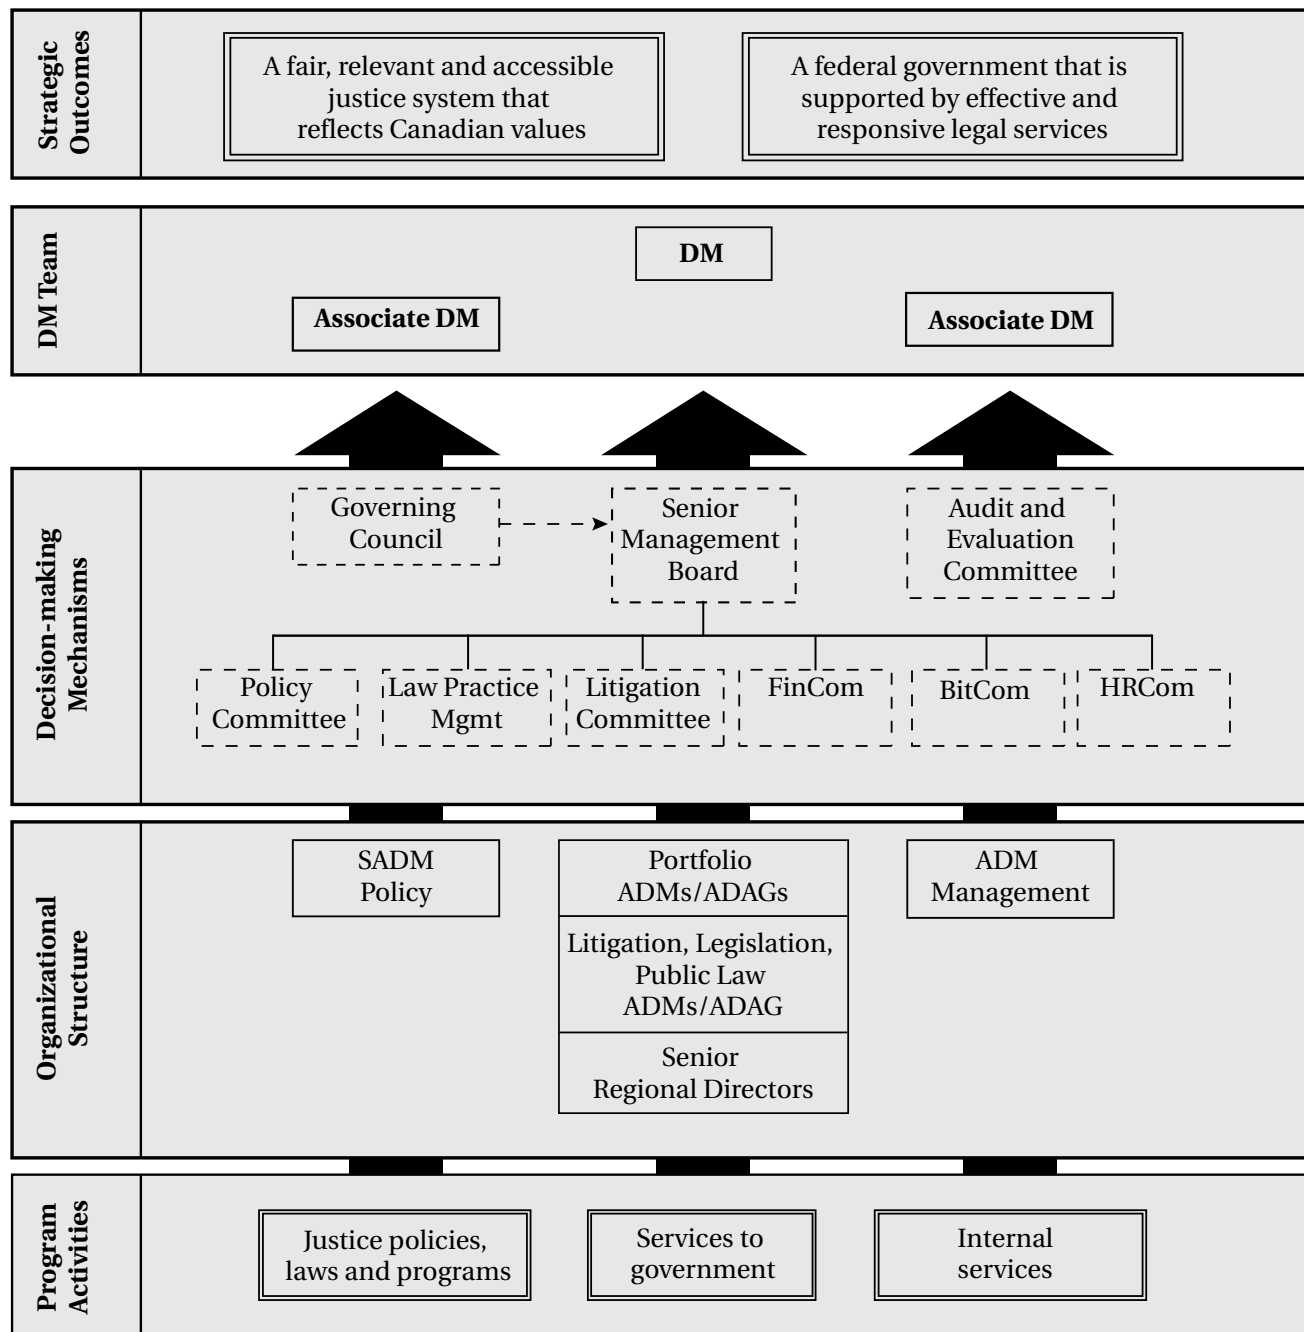 Strategic
Outcomes
A fair, relevant and accessible
justice system that
reflects Canadian values
A federal government that is
supported by effective and
responsive legal services
DM Team
DM
Associate DM
Associate DM
Decision-making
Mechanisms
Governing
Council
Senior
Management
Board
Audit and
Evaluation
Committee
Policy
Committee
Law Practice
Mgmt
Litigation
Committee
FinCom
BitCom
HRCom
Organizational
Structure
SADM
Policy
Portfolio
ADMs/ADAGs
Litigation, Legislation,
Public Law
ADMs/ADAG
Senior
Regional Directors
ADM
Management
Program
Activities
Justice policies,
laws and programs
Services to
government
Internal
services